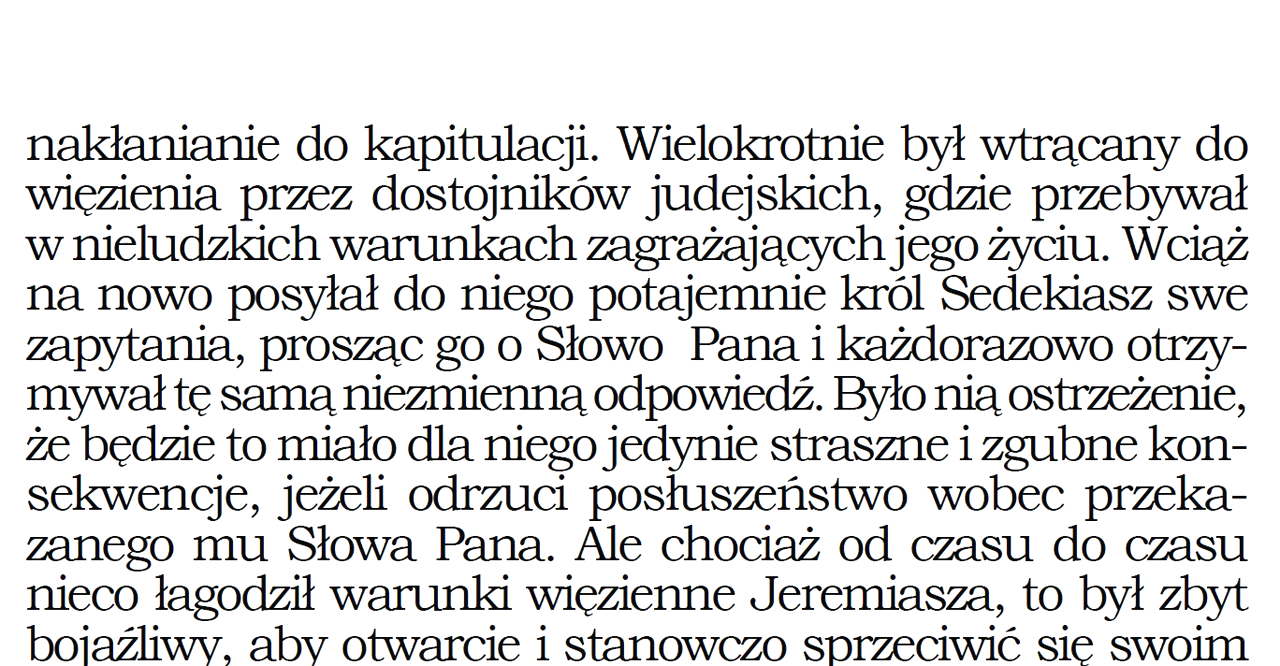 nakłanianie do kapitulacji. Wielokrotnie był wtrącany do
więzienia przez dostojników judejskich, gdzie przebywał
w nieludzkich warunkach zagrażających jego życiu. Wciąż
na nowo posyłał do niego potajemnie król Sedekiasz swe
zapytania, prosząc go o Słowo Pana i każdorazowo otrzy-
mywał tę samą niezmienną odpowiedź. Było nią ostrzeżenie,
że będzie to miało dla niego jedynie straszne i zgubne kon-
sekwencje, jeżeli odrzuci posłuszeństwo wobec przeka-
zanego mu Słowa Pana. Ale chociaż od czasu do czasu
nieco łagodził warunki więzienne Jeremiasza, to był zbyt
bojaźliwy, aby otwarcie i stanowczo sprzeciwić się swoim